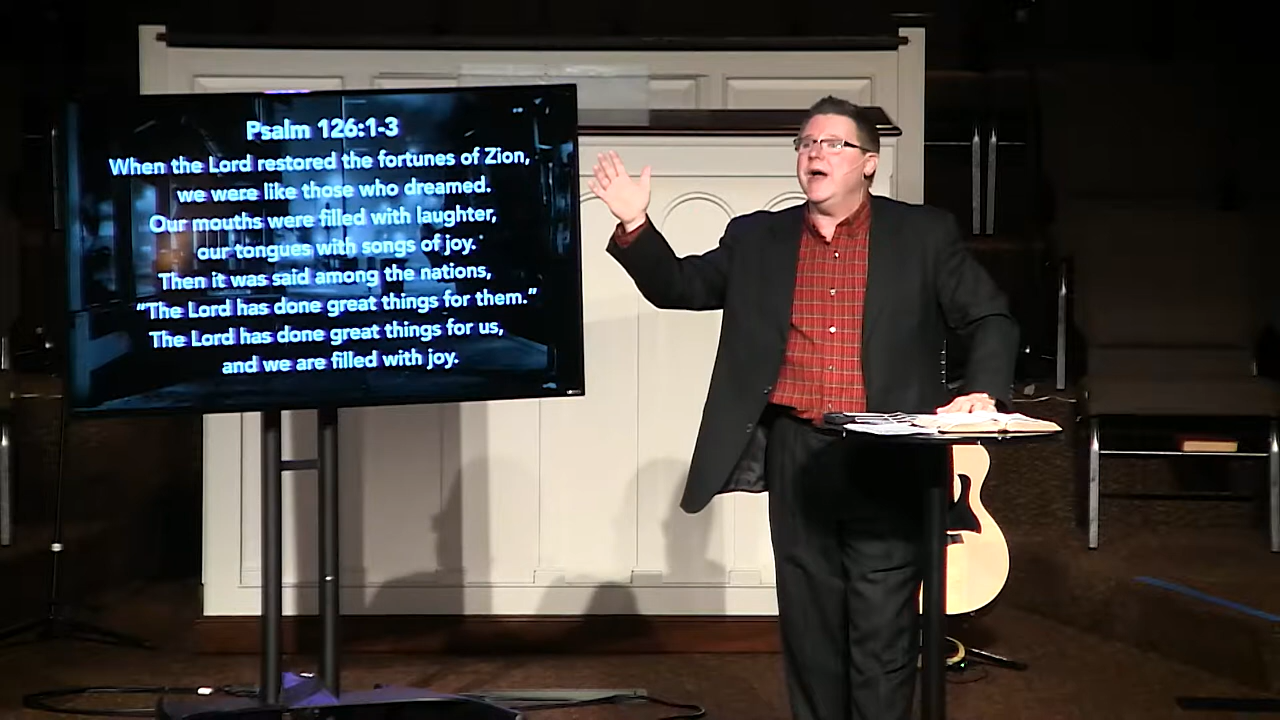 Psalm 126:1-3
When the Lord restored the fortunes of Zion,
we were like those who dreamed.
Our mouths were filled with laughter,
our tongues with songs of joy.
Then it was said among the nations,
“The Lord has done great things for them.”
The Lord has done great things for us,
and we are filled with joy.